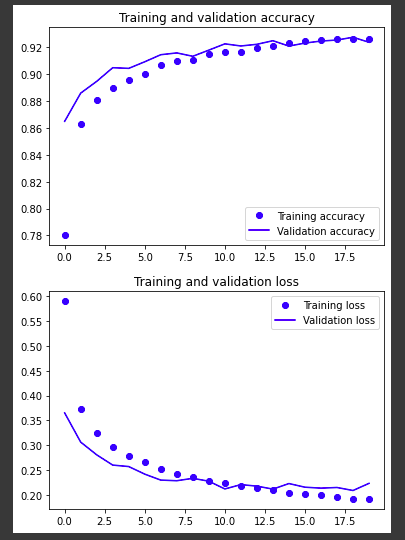 Training and validation accuracy
0.92
0.90
0.88
0.86
0.84
0.82
0.80
0.78
Training accuracy
Validation accuracy
0.0 2.5 5.0 7.5 10.0 12.5 15.0 17.5
Training and validation loss
0.60
0.55
0.50
0.45
0.40
0.35
0.30
0.25
0.20
Training loss
Validation loss
0.0 2.5 5.0 7.5 10.0 12.5 15.0 17.5